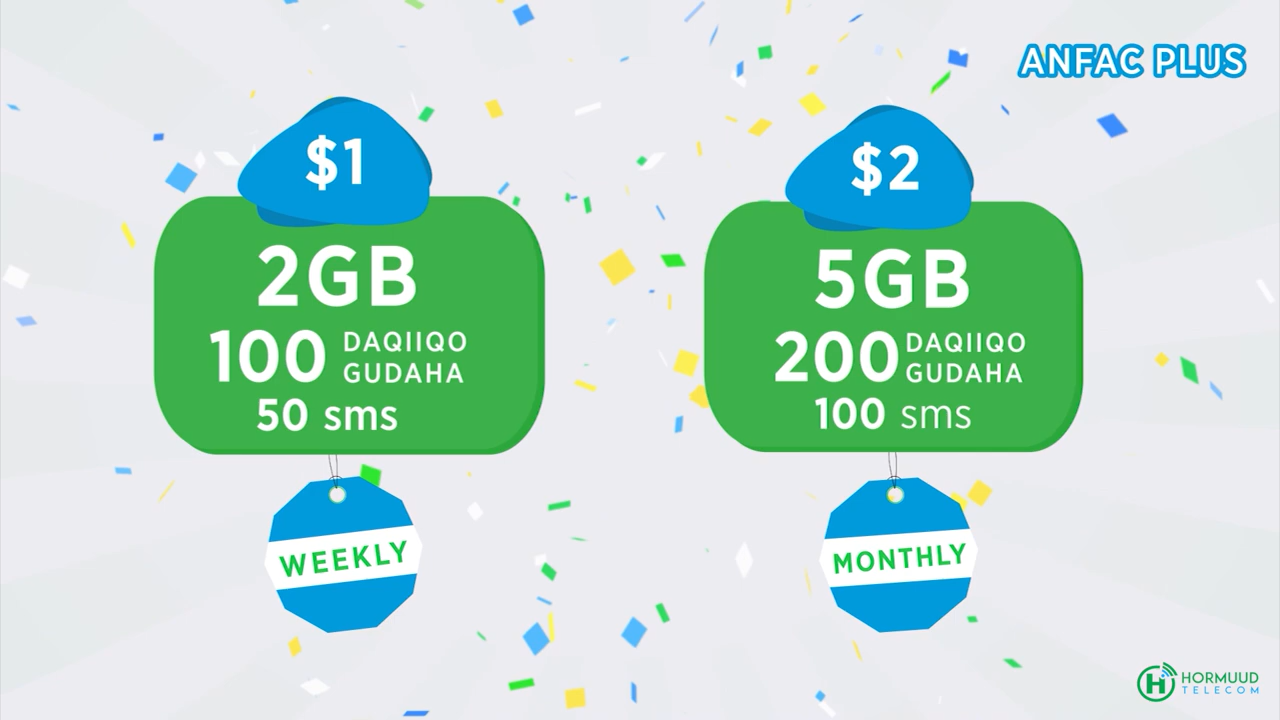 ANFAC PLUS
$1
2GB
100 DAQIIQO
GUDAHA
50 sms
WEEKLY
$2
5GB
200 DAQIIQO
GUDAHA
100 sms
MONTHLY
HORMUUD
TELECOM